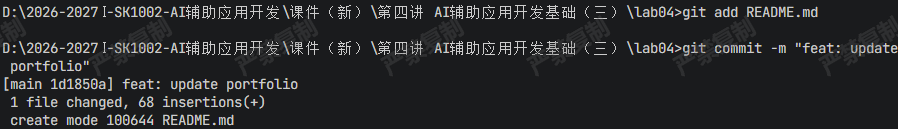 D:\2026-2027Ⅰ-SK1002-AI辅助应用开发\课件（新）\第四讲 AI辅助应用开发基础（三）\lab04>git add README.md
D:\2026-2027Ⅰ-SK1002-AI辅助应用开发\课件（新）\第四讲 AI辅助应用开发基础（三）\lab04>git commit -m "feat: update
 portfolio"
[main 1d1850a] feat: update portfolio
 1 file changed, 68 insertions(+)
 create mode 100644 README.md